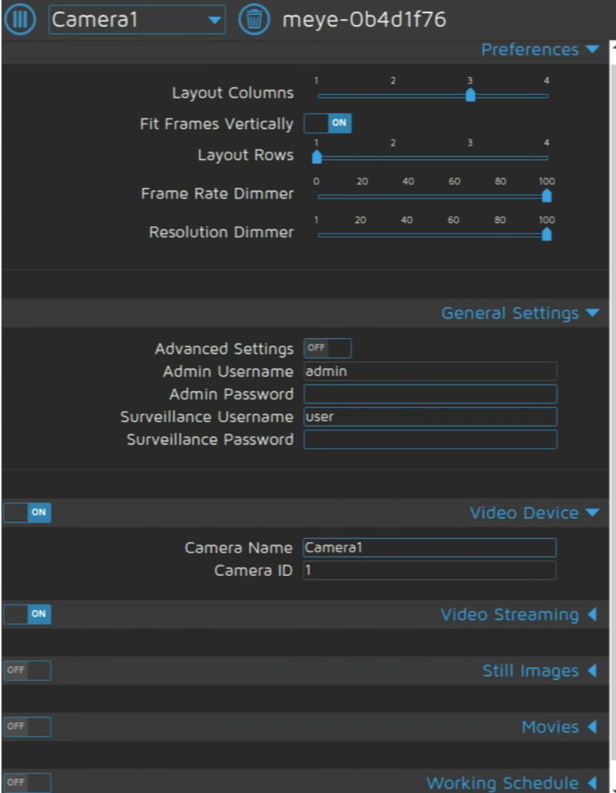 Camera1 meye-0b4d1f76
Preferences
1 2 3 4
Layout Columns
Fit Frames Vertically ON
1 2 3 4
Layout Rows
0 20 40 60 80 100
Frame Rate Dimmer
1 20 40 60 80 100
Resolution Dimmer
General Settings
Advanced Settings OFF
Admin Username admin
Admin Password
Surveillance Username user
Surveillance Password
ON Video Device
Camera Name Camera1
Camera ID 1
ON Video Streaming
OFF Still Images
OFF Movies
OFF Working Schedule